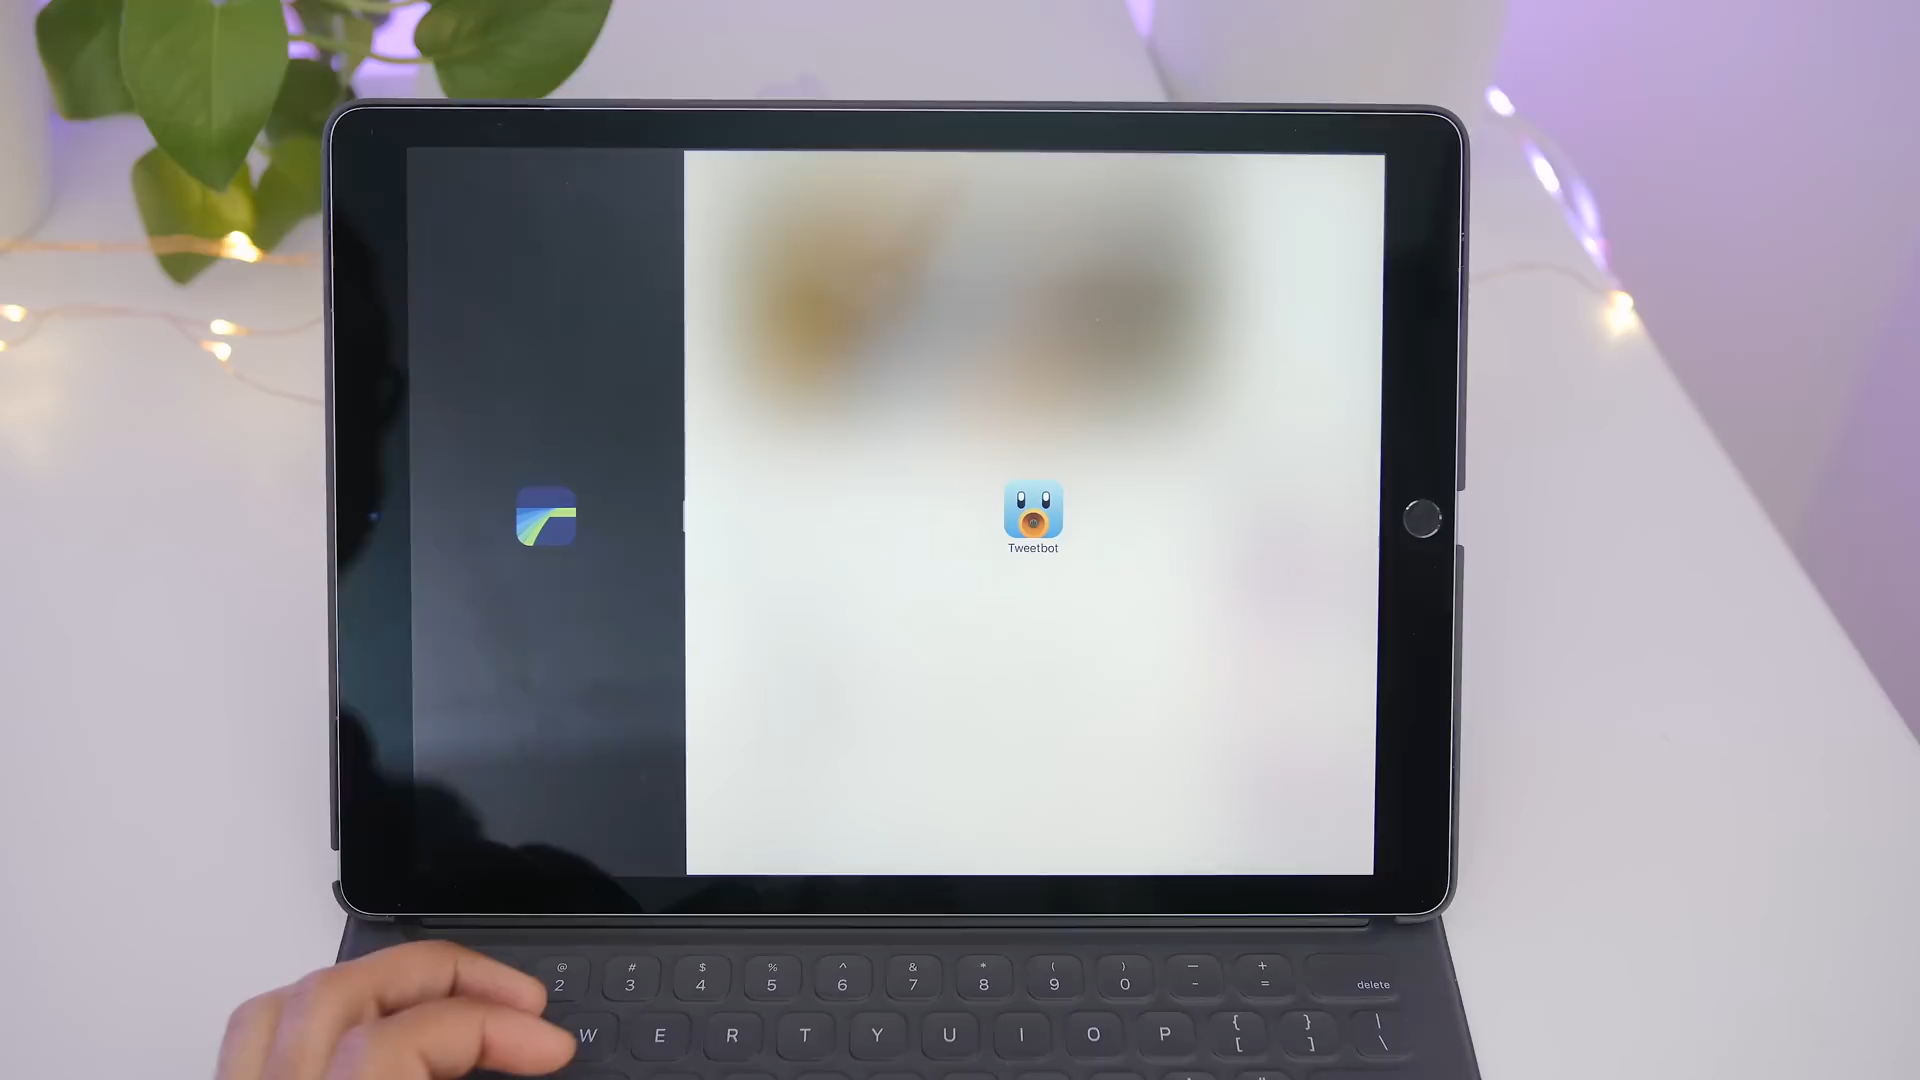 Tweetbot
@ # $ % ^ & * ( ) — +
2 3 4 5 6 7 8 9 0 - = delete
W E R T Y U I O P { } |
[ ] \